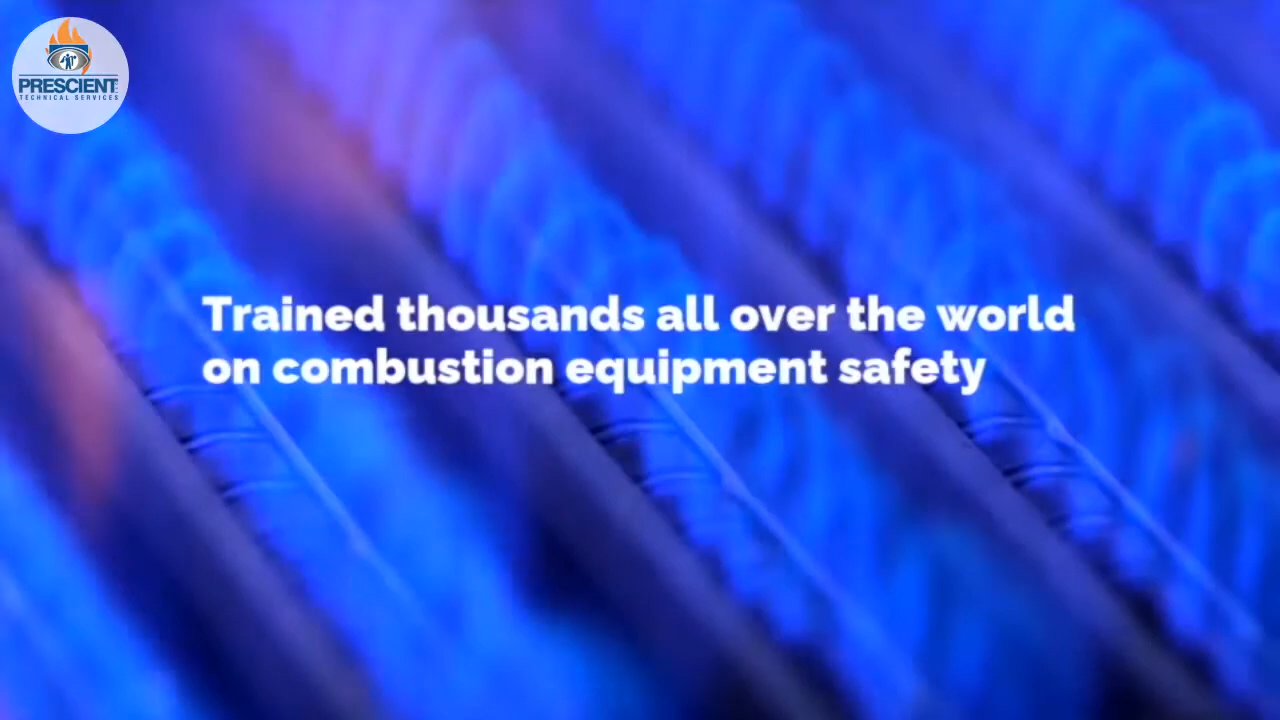 PRESCIENT
TECHNICAL SERVICES
Trained thousands all over the world
on combustion equipment safety